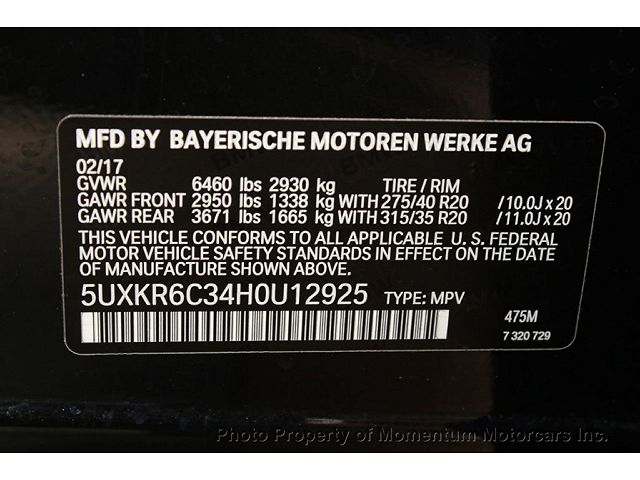 MFD BY BAYERISCHE MOTOREN WERKE AG
02/17
GVWR 6460 lbs 2930 kg TIRE / RIM
GAWR FRONT 2950 lbs 1338 kg WITH 275/40 R20 /10.0J x 20
GAWR REAR 3671 lbs 1665 kg WITH 315/35 R20 /11.0J x 20
THIS VEHICLE CONFORMS TO ALL APPLICABLE U. S. FEDERAL
MOTOR VEHICLE SAFETY STANDARDS IN EFFECT ON THE
DATE OF MANUFACTURE SHOWN ABOVE.
5UXKR6C34H0U12925 TYPE: MPV
475M
7 320 729
Photo Property of Momentum Motorcars Inc.